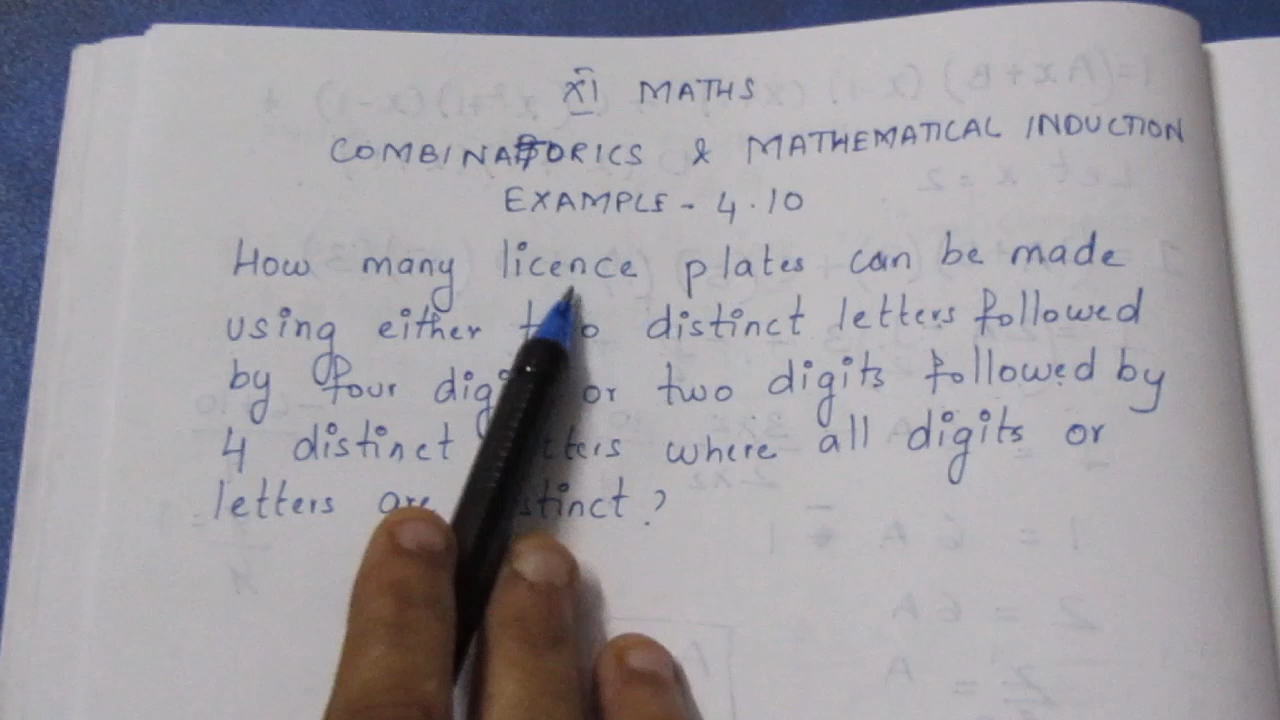 XI MATHS
COMBINATORICS & MATHEMATICAL INDUCTION
EXAMPLE - 4.10
How many licence plates can be made
using either distinct letters followed
by four or two digits followed by
4 distinct where all digits or
letters ?